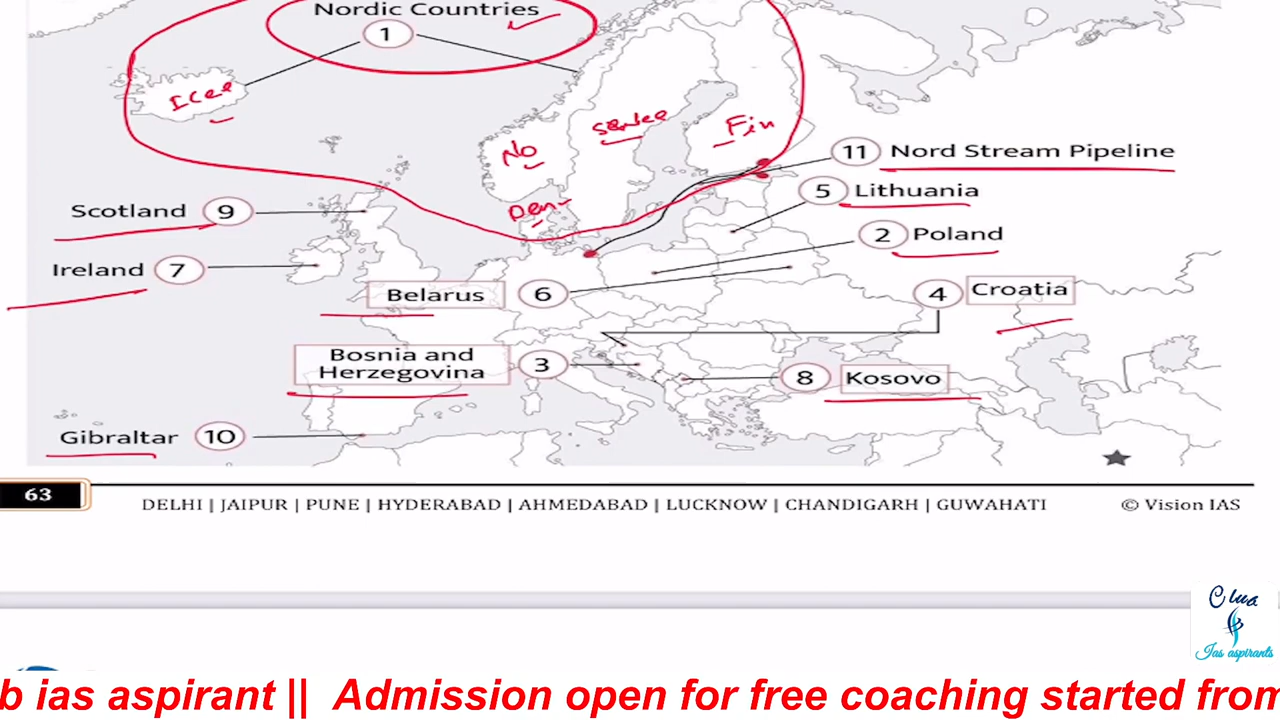 Nordic Countries
1
Icee
No
Swee
Fin
Den
11 Nord Stream Pipeline
5 Lithuania
2 Poland
Scotland 9
Ireland 7
Belarus 6
4 Croatia
Bosnia and
Herzegovina 3
8 Kosovo
Gibraltar 10
63
DELHI | JAIPUR | PUNE | HYDERABAD | AHMEDABAD | LUCKNOW | CHANDIGARH | GUWAHATI
© Vision IAS
Clua
Ias aspirants
b ias aspirant || Admission open for free coaching started from